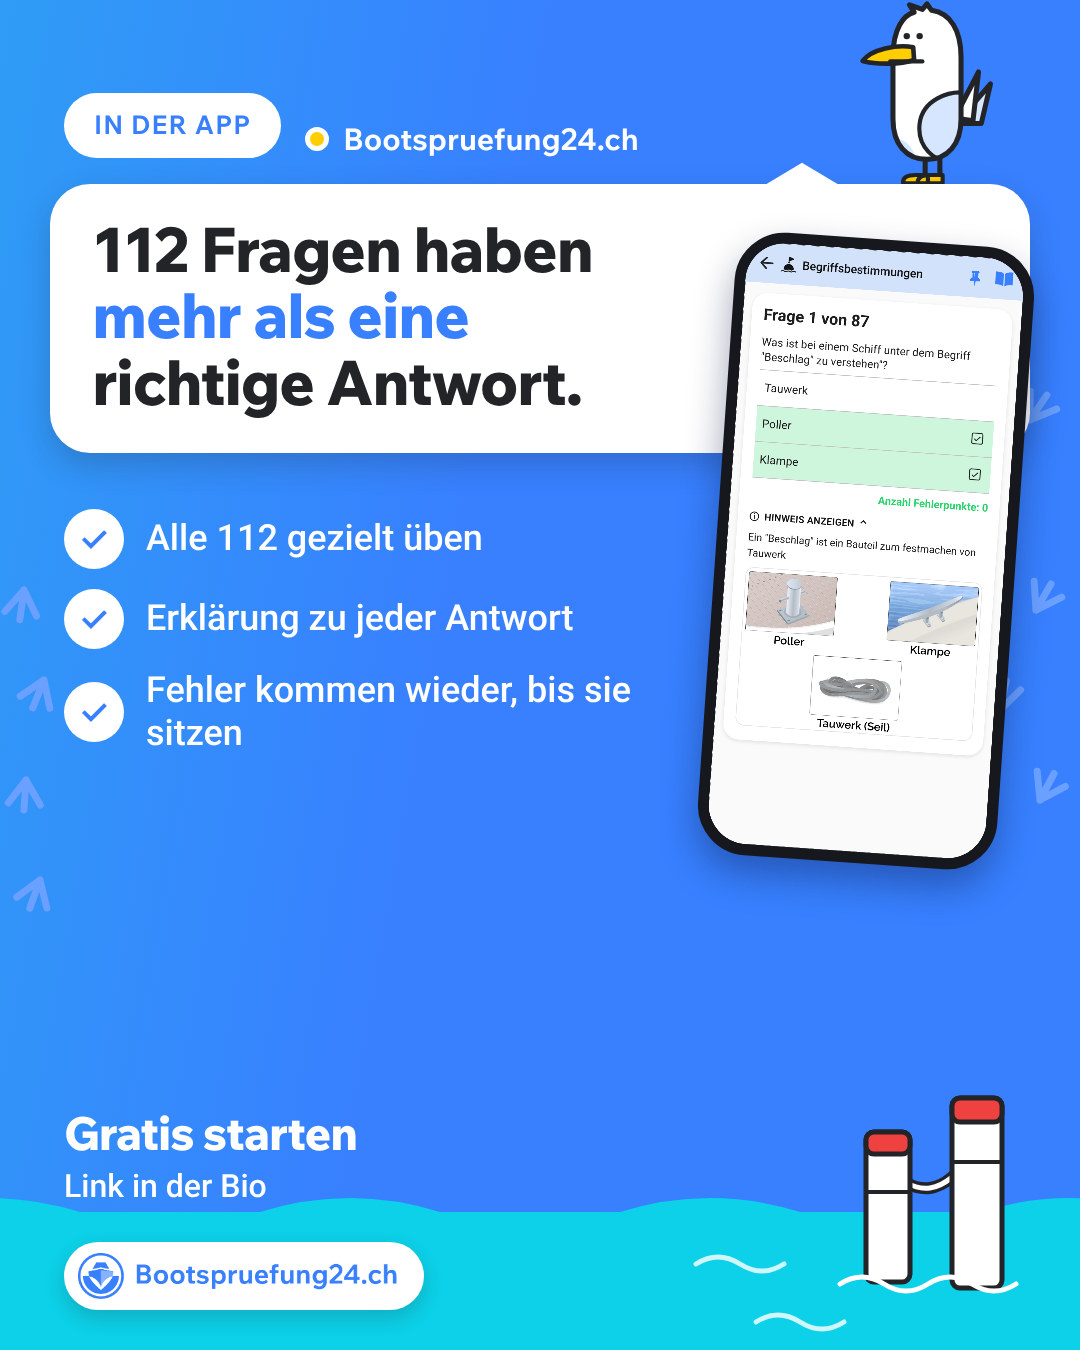 IN DER APP
Bootspruefung24.ch
112 Fragen haben
mehr als eine
richtige Antwort.
Alle 112 gezielt üben
Erklärung zu jeder Antwort
Fehler kommen wieder, bis sie
sitzen
Begriffsbestimmungen
Frage 1 von 87
Was ist bei einem Schiff unter dem Begriff
"Beschlag" zu verstehen"?
Tauwerk
Poller
Klampe
Anzahl Fehlerpunkte: 0
HINWEIS ANZEIGEN
Ein "Beschlag" ist ein Bauteil zum festmachen von
Tauwerk
Poller
Klampe
Tauwerk (Seil)
Gratis starten
Link in der Bio
Bootspruefung24.ch